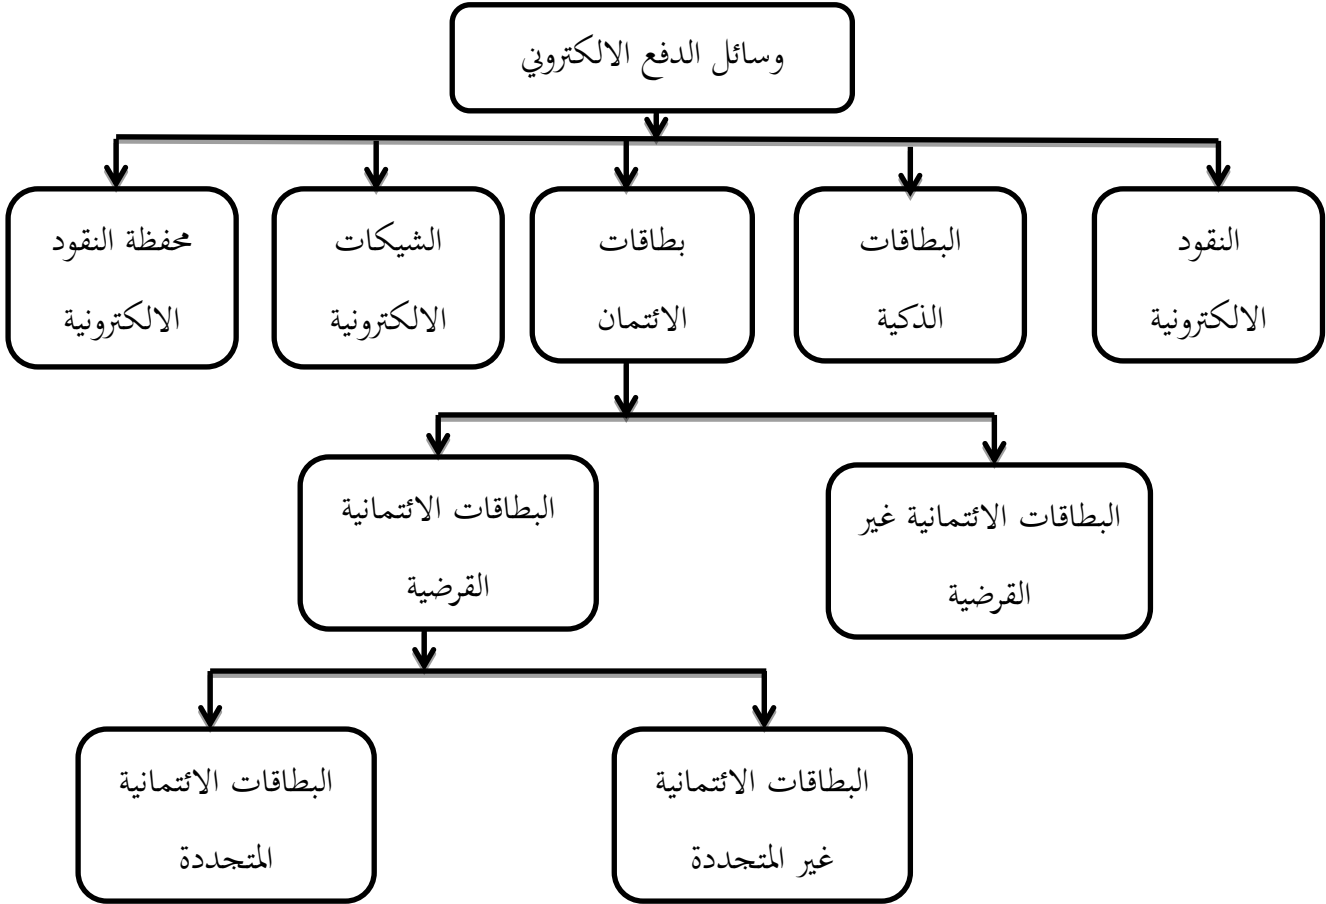 وسائل الدفع الالكتروني
النقود
الالكترونية
البطاقات
الذكية
بطاقات
الائتمان
الشيكات
الالكترونية
محفظة النقود
الالكترونية
البطاقات الائتمانية غير
القرضية
البطاقات الائتمانية
القرضية
البطاقات الائتمانية
غير المتجددة
البطاقات الائتمانية
المتجددة